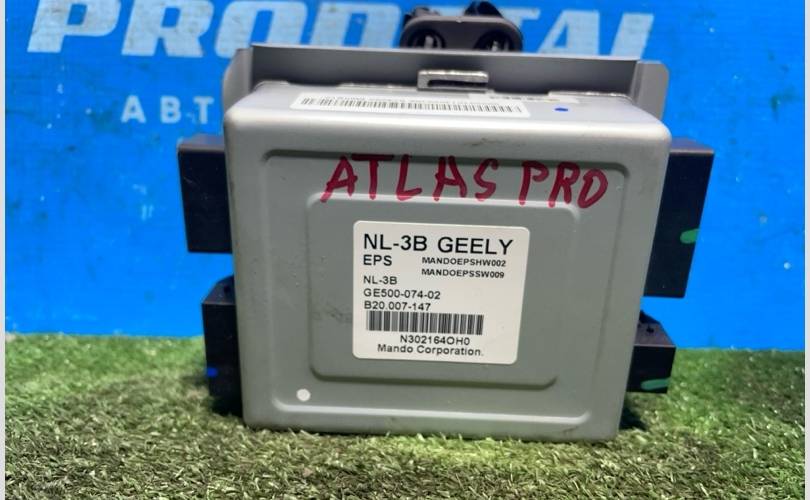 PRODETAL
АВТ
ATLAS PRO
NL-3B GEELY
EPS MANDOEPSHW002
MANDOEPSSW009
NL-3B
GE500-074-02
B20.007-147
N302164OH0
Mando Corporation.